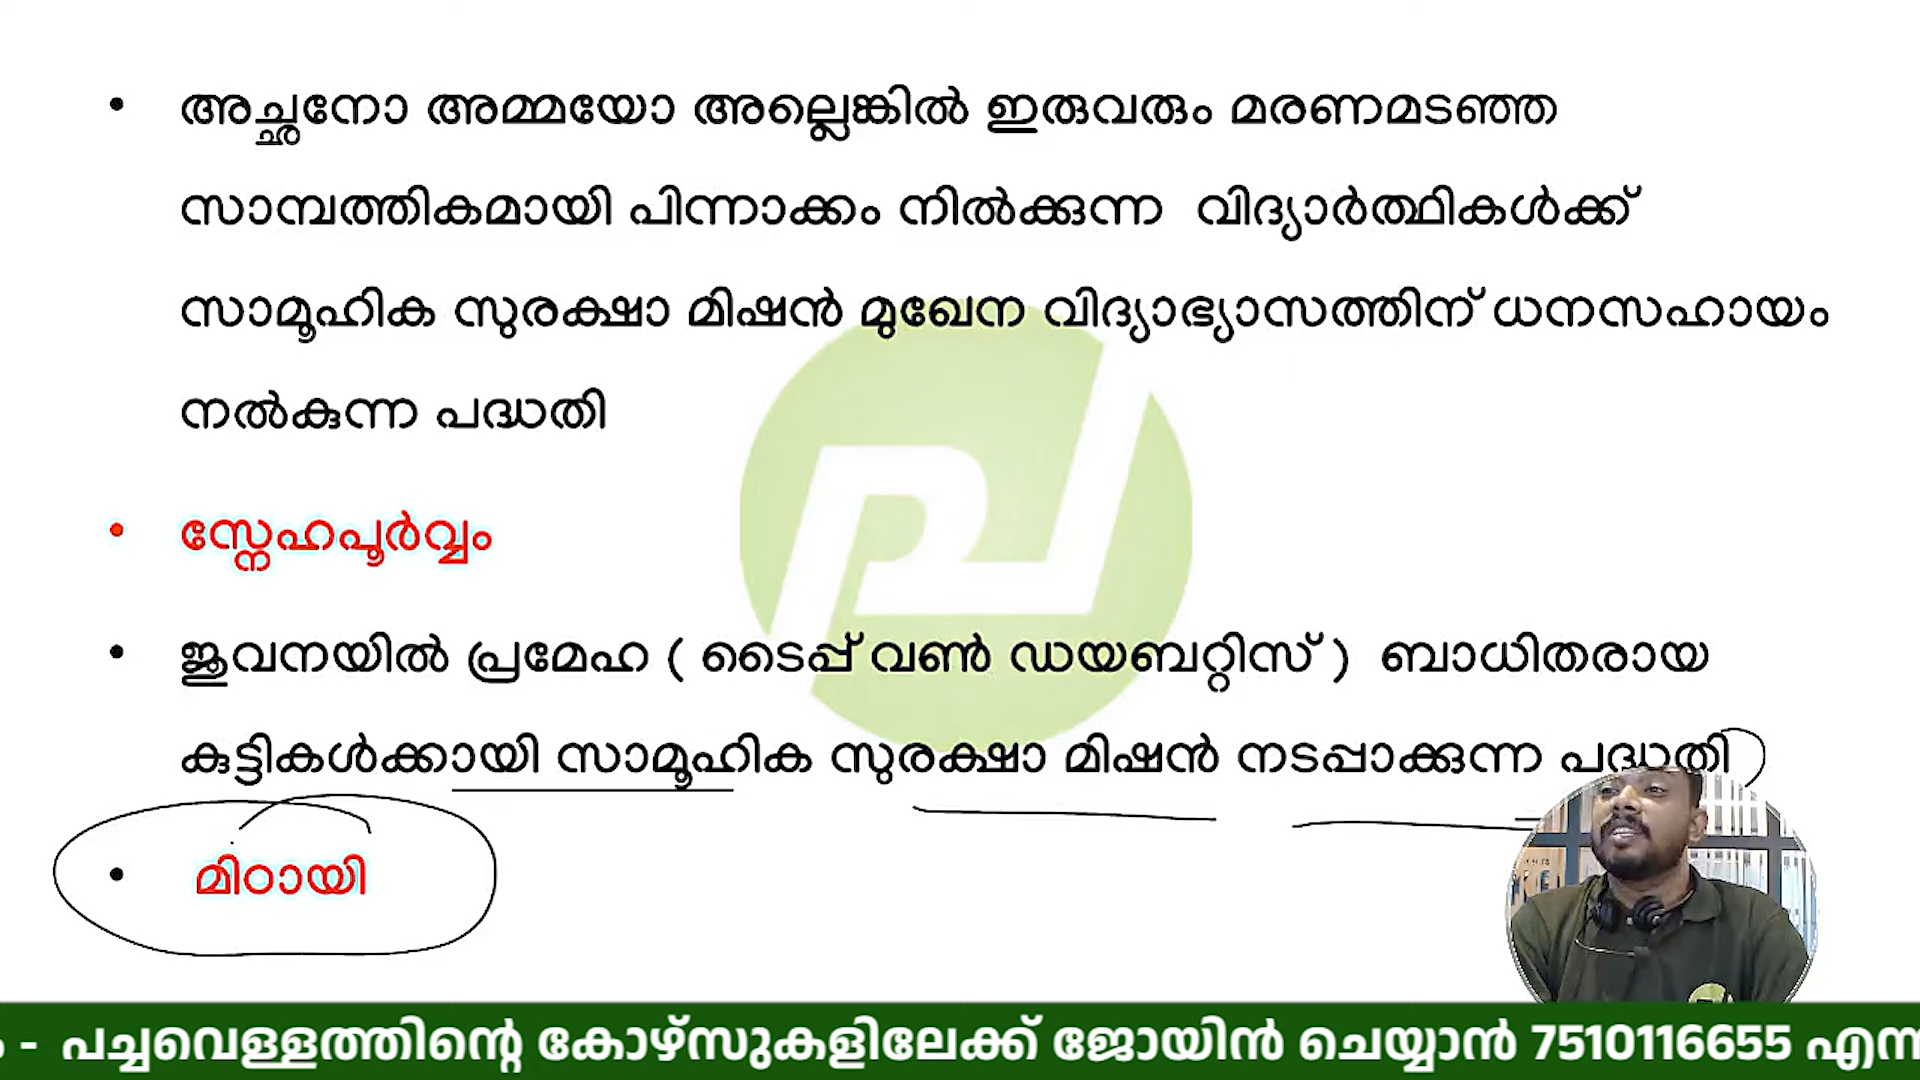 • അച്ഛനോ അമ്മയോ അല്ലെങ്കിൽ ഇരുവരും മരണമടഞ്ഞ
സാമ്പത്തികമായി പിന്നാക്കം നിൽക്കുന്ന വിദ്യാർത്ഥികൾക്ക്
സാമൂഹിക സുരക്ഷാ മിഷൻ മുഖേന വിദ്യാഭ്യാസത്തിന് ധനസഹായം
നൽകുന്ന പദ്ധതി
• സ്നേഹപൂർവ്വം
• ജുവനയിൽ പ്രമേഹ ( ടൈപ്പ് വൺ ഡയബറ്റിസ് ) ബാധിതരായ
കുട്ടികൾക്കായി സാമൂഹിക സുരക്ഷാ മിഷൻ നടപ്പാക്കുന്ന പദ്ധതി
• മിഠായി
- പച്ചവെള്ളത്തിന്റെ കോഴ്സുകളിലേക്ക് ജോയിൻ ചെയ്യാൻ 7510116655